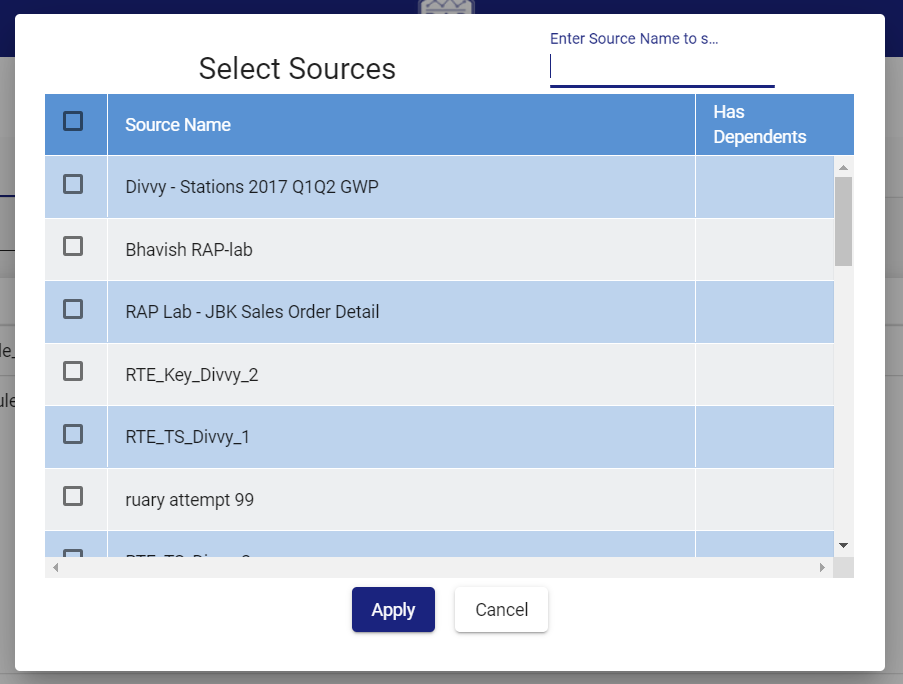 Enter Source Name to s...
Select Sources
Source Name
Has
Dependents
Divvy - Stations 2017 Q1Q2 GWP
Bhavish RAP-lab
RAP Lab - JBK Sales Order Detail
RTE_Key_Divvy_2
RTE_TS_Divvy_1
ruary attempt 99
Apply
Cancel